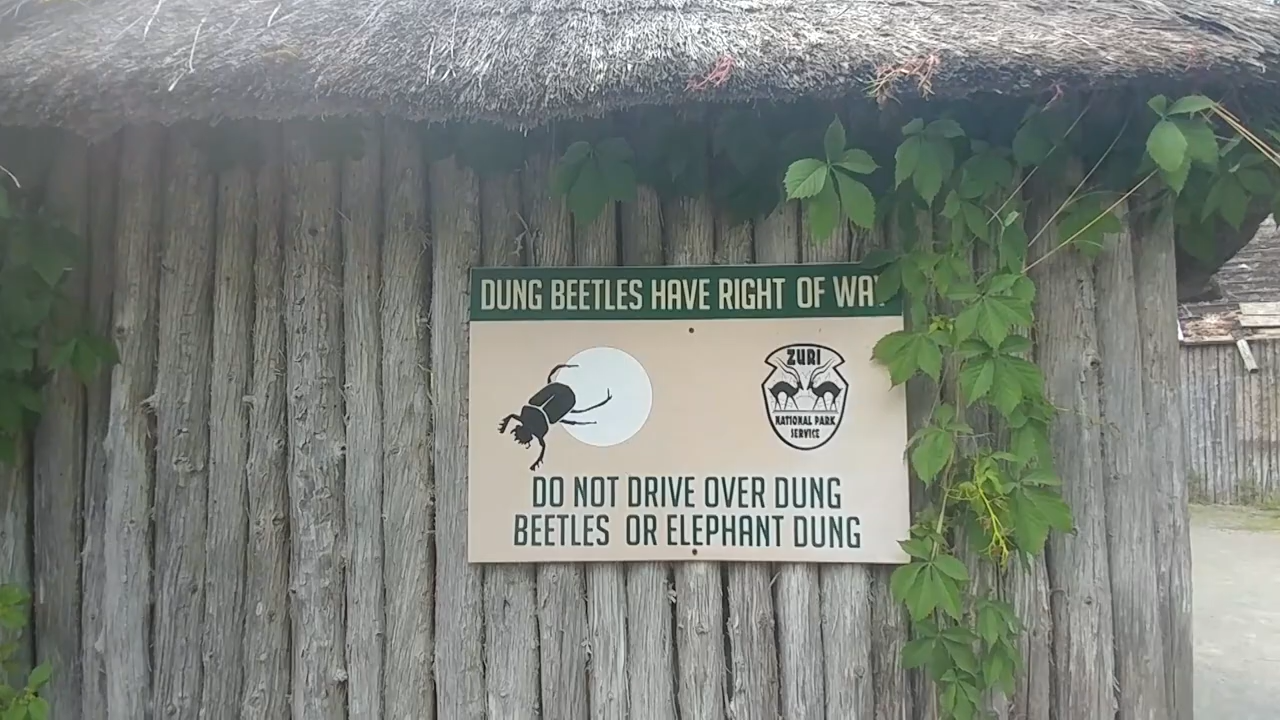 DUNG BEETLES HAVE RIGHT OF WAY
ZURI
NATIONAL PARK
SERVICE
DO NOT DRIVE OVER DUNG
BEETLES OR ELEPHANT DUNG